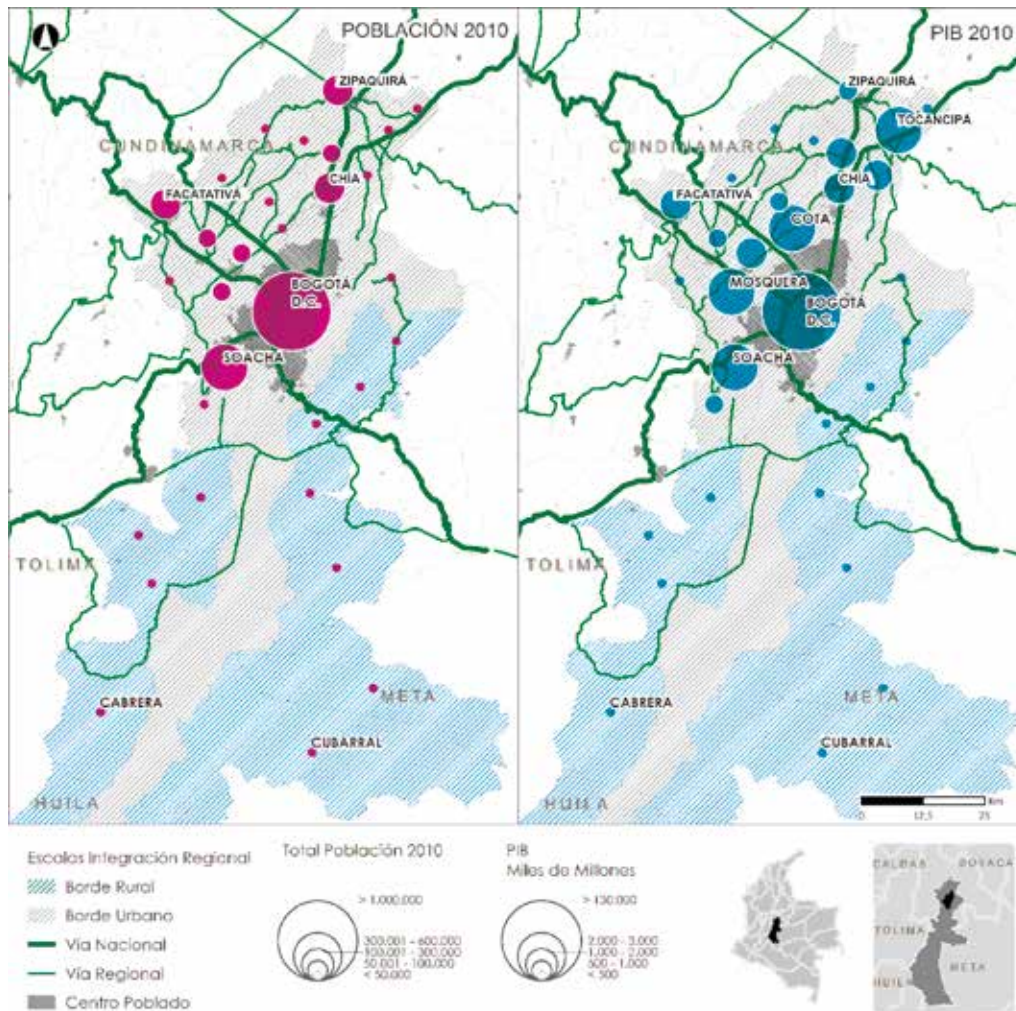 POBLACIÓN 2010
ZIPAQUIRÁ
CUNDINAMARCA
CHÍA
FACATATIVÁ
BOGOTÁ
D.C.
SOACHA
TOLIMA
CABRERA
META
CUBARRAL
HUILA
PIB 2010
ZIPAQUIRÁ
TOCANCIPÁ
CUNDINAMARCA
CHÍA
FACATATIVÁ
COTA
MOSQUERA
BOGOTÁ
D.C.
SOACHA
TOLIMA
CABRERA
META
CUBARRAL
HUILA
Km
0 12,5 25
Escalas Integración Regional
Borde Rural
Borde Urbano
Vía Nacional
Vía Regional
Centro Poblado
Total Población 2010
> 1.000.000
300.001 - 600.000
100.001 - 300.000
50.001 - 100.000
< 50.000
PIB
Miles de Millones
> 130.000
2.000 - 3.000
1.000 - 2.000
500 - 1.000
< 500
CALDAS
BOYACA
TOLIMA
META
HUIL